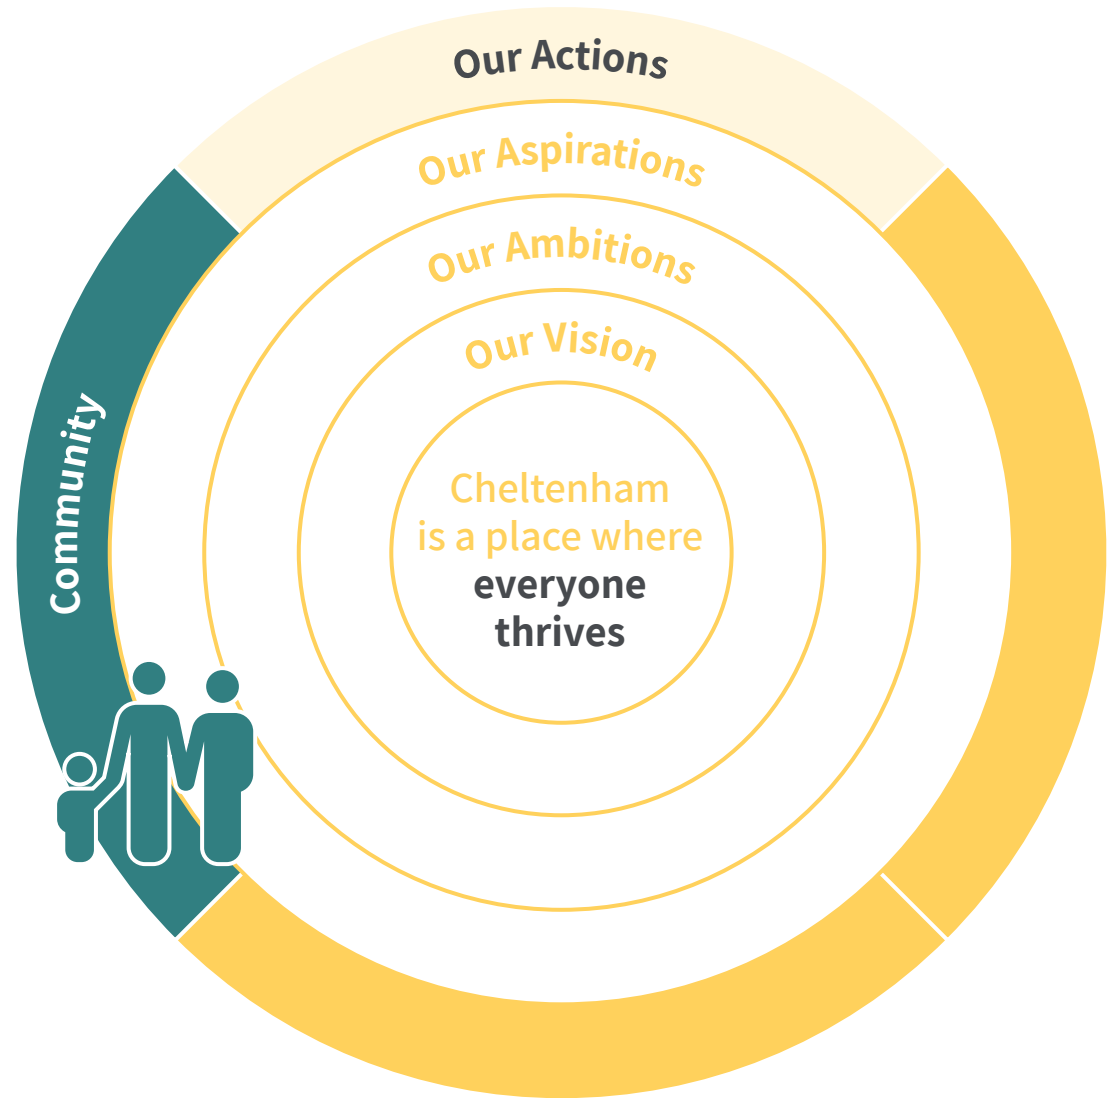 Our Actions
Our Aspirations
Our Ambitions
Our Vision
Cheltenham
is a place where
everyone
thrives
Community